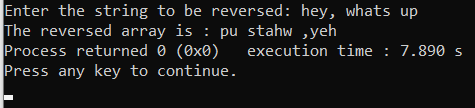 Enter the string to be reversed: hey, whats up
The reversed array is : pu stahw ,yeh
Process returned 0 (0x0)   execution time : 7.890 s
Press any key to continue.